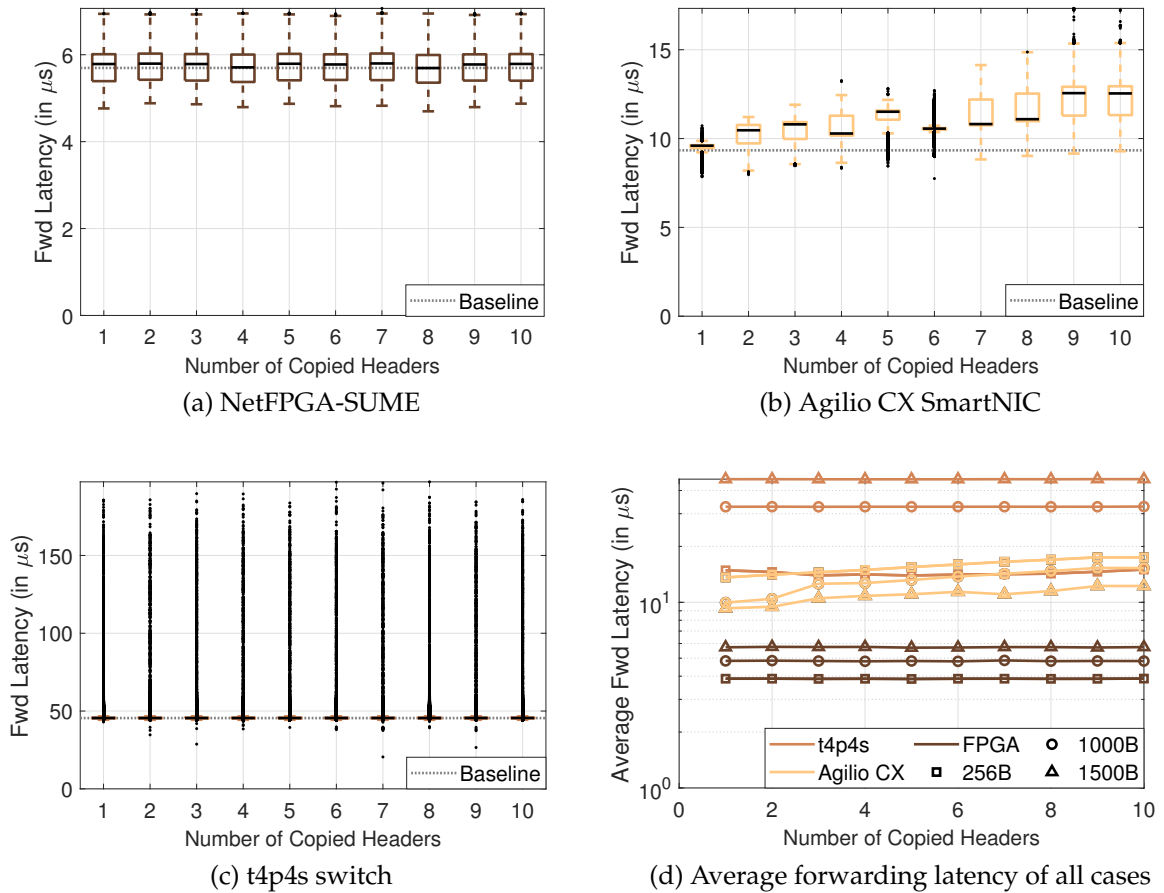 Fwd Latency (in μs)
6
4
2
0
Baseline
1 2 3 4 5 6 7 8 9 10
Number of Copied Headers
(a) NetFPGA-SUME
Fwd Latency (in μs)
15
10
5
0
Baseline
1 2 3 4 5 6 7 8 9 10
Number of Copied Headers
(b) Agilio CX SmartNIC
Fwd Latency (in μs)
150
100
50
0
Baseline
1 2 3 4 5 6 7 8 9 10
Number of Copied Headers
(c) t4p4s switch
Average Fwd Latency (in μs)
10^1
10^0
t4p4s FPGA 1000B
Agilio CX 256B 1500B
0 2 4 6 8 10
Number of Copied Headers
(d) Average forwarding latency of all cases